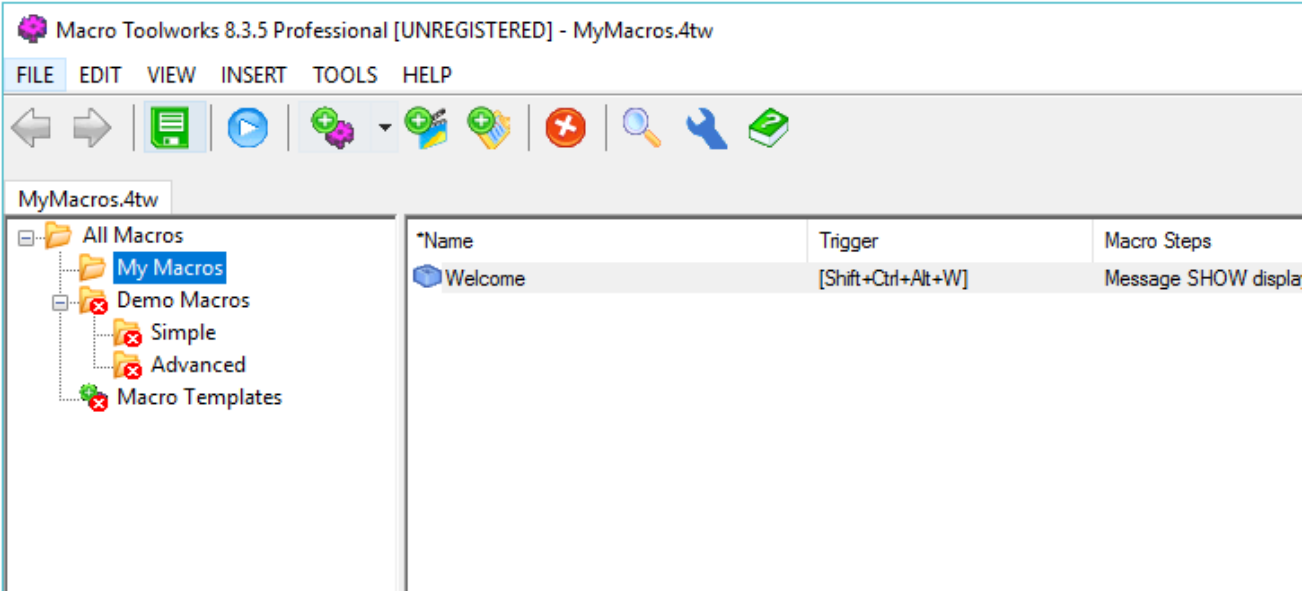 Macro Toolworks 8.3.5 Professional [UNREGISTERED] - MyMacros.4tw
FILE EDIT VIEW INSERT TOOLS HELP
MyMacros.4tw
All Macros
My Macros
Demo Macros
Simple
Advanced
Macro Templates
*Name Trigger Macro Steps
Welcome [Shift+Ctrl+Alt+W] Message SHOW display